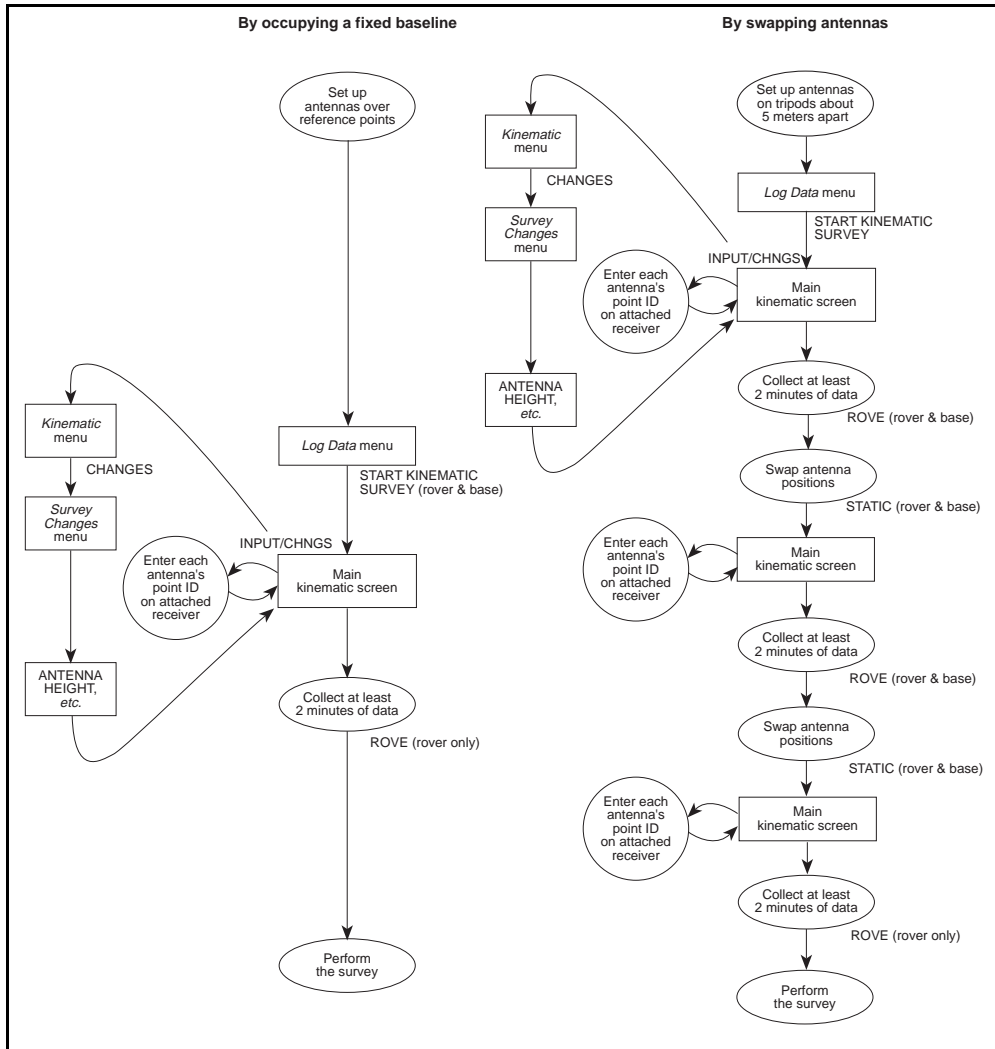 By occupying a fixed baseline
Set up
antennas over
reference points
Kinematic
menu
CHANGES
Survey
Changes
menu
ANTENNA
HEIGHT,
etc.
Log Data menu
START KINEMATIC
SURVEY (rover & base)
INPUT/CHNGS
Enter each
antenna's
point ID
on attached
receiver
Main
kinematic screen
Collect at least
2 minutes of data
ROVE (rover only)
Perform
the survey
By swapping antennas
Set up antennas
on tripods about
5 meters apart
Kinematic
menu
CHANGES
Survey
Changes
menu
ANTENNA
HEIGHT,
etc.
Log Data menu
START KINEMATIC
SURVEY
INPUT/CHNGS
Enter each
antenna's
point ID
on attached
receiver
Main
kinematic screen
Collect at least
2 minutes of data
ROVE (rover & base)
Swap antenna
positions
STATIC (rover & base)
Enter each
antenna's
point ID
on attached
receiver
Main
kinematic screen
Collect at least
2 minutes of data
ROVE (rover & base)
Swap antenna
positions
STATIC (rover & base)
Enter each
antenna's
point ID
on attached
receiver
Main
kinematic screen
Collect at least
2 minutes of data
ROVE (rover only)
Perform
the survey